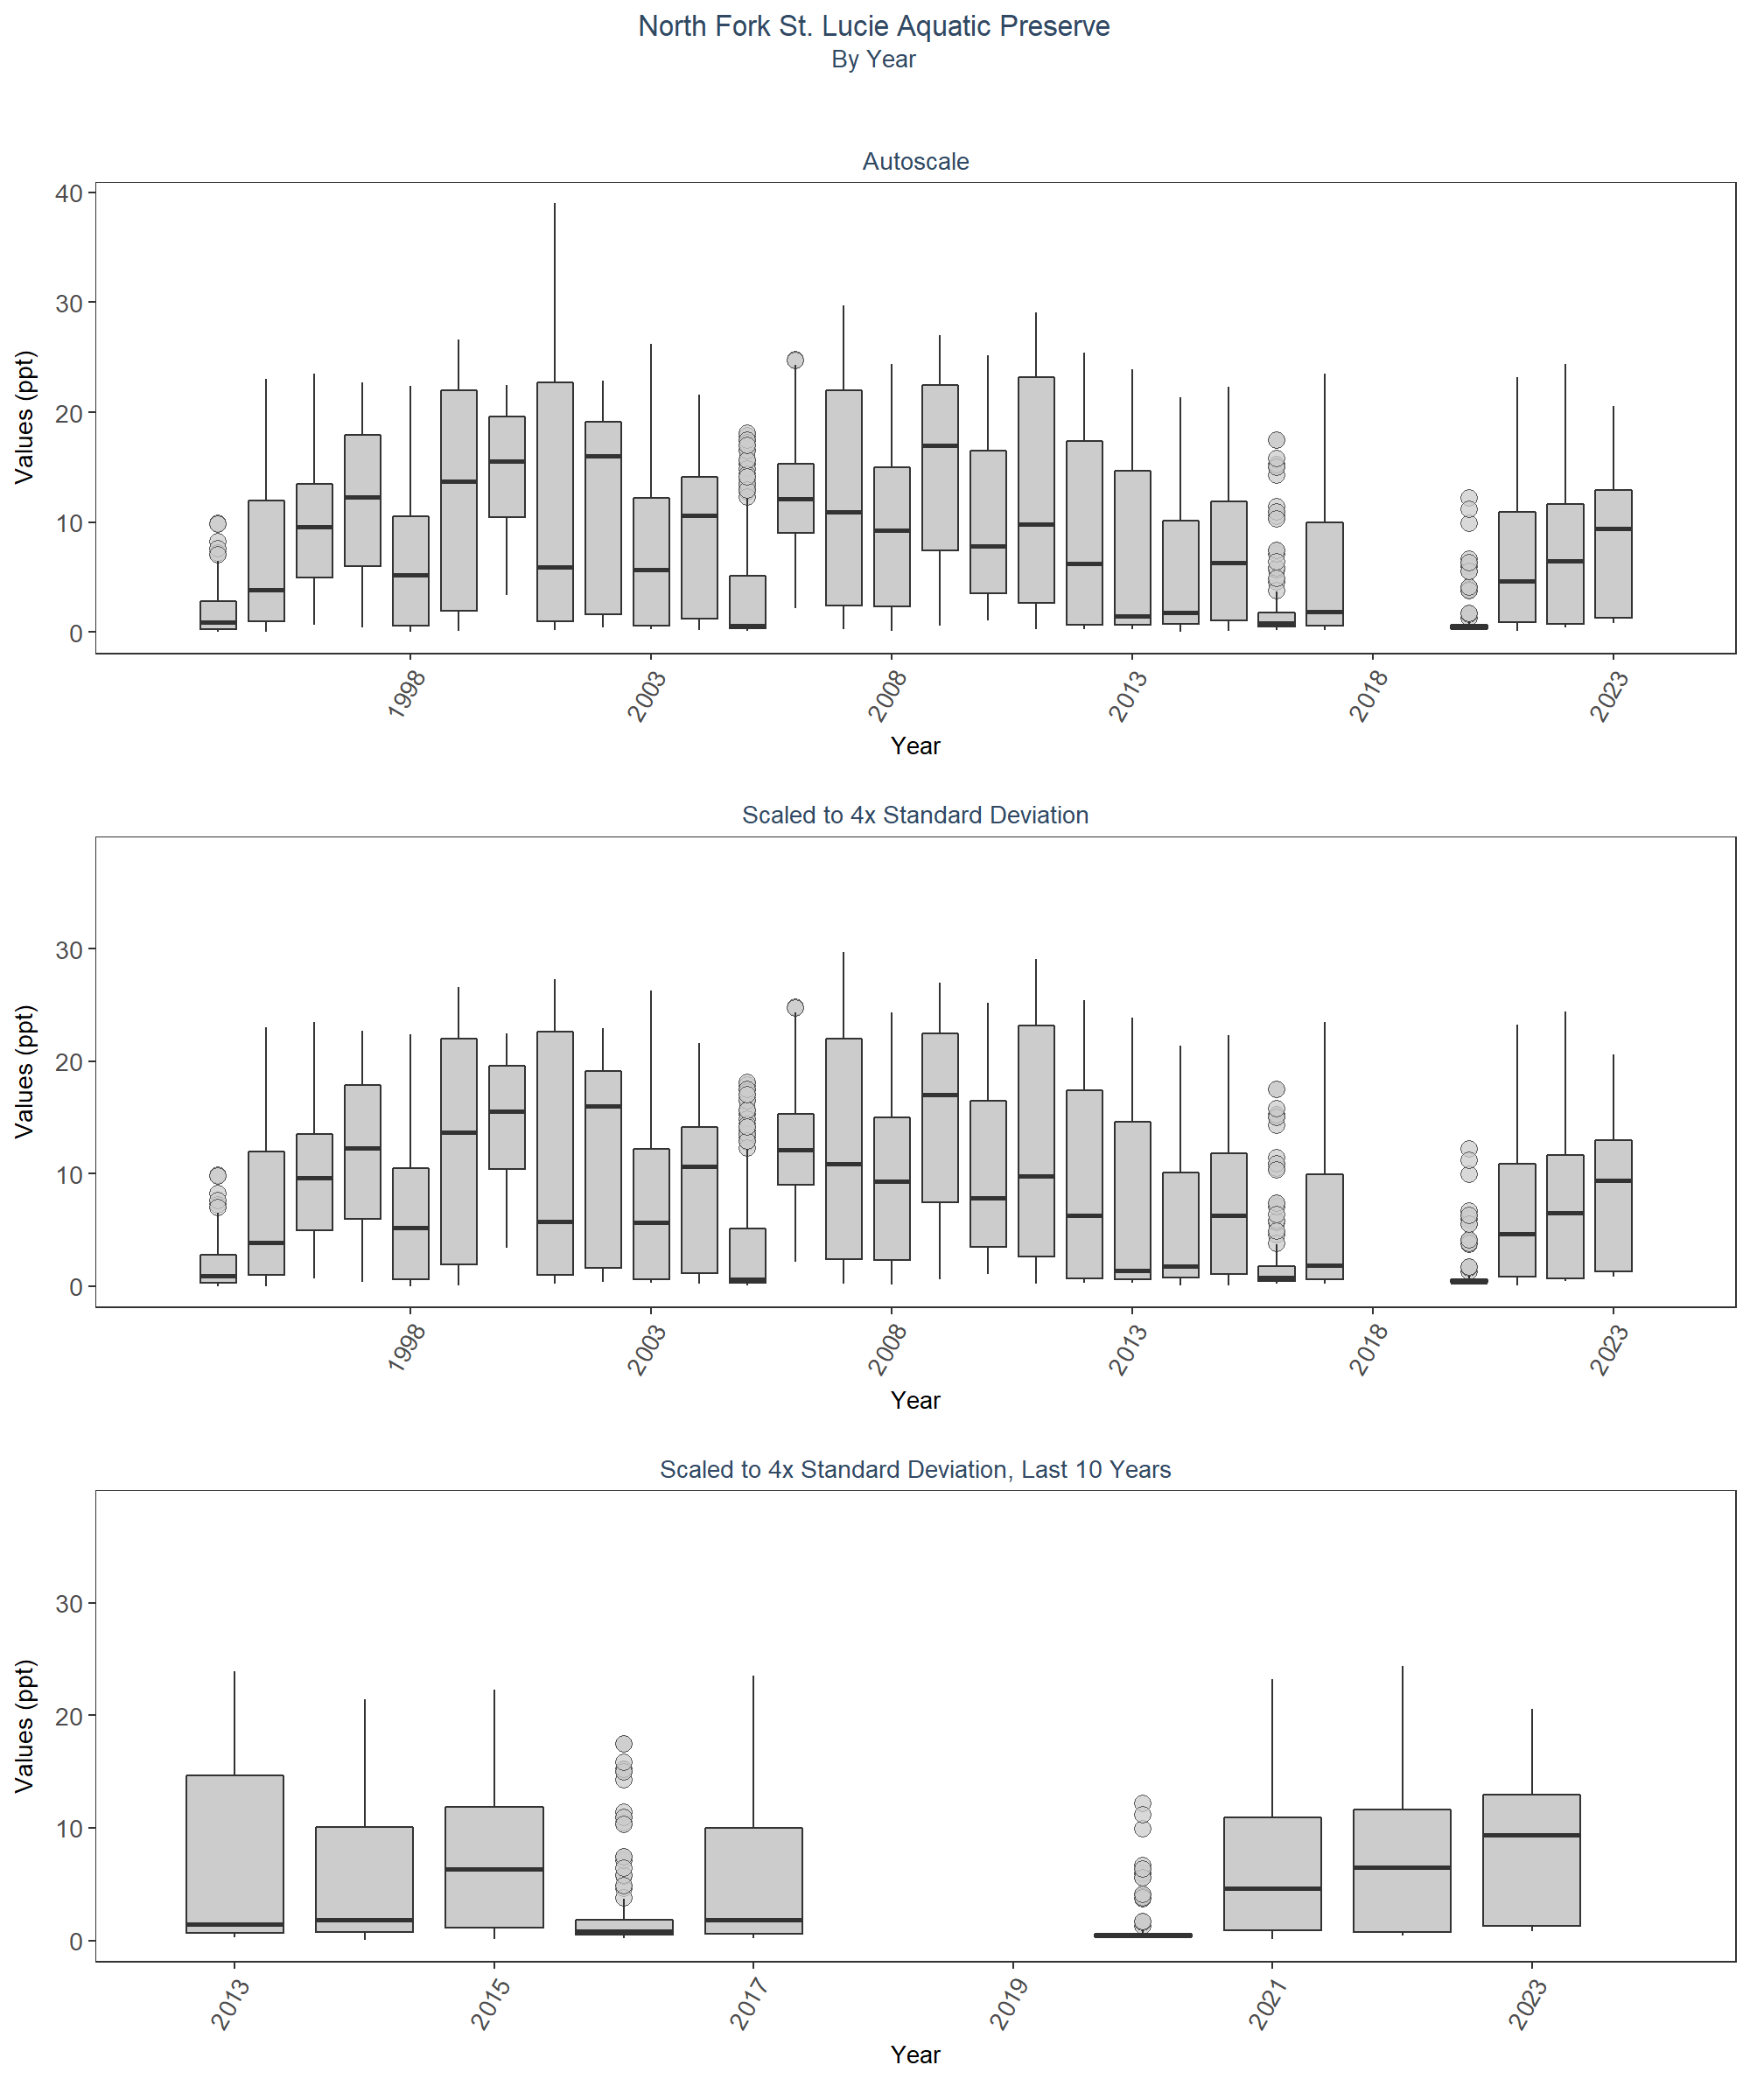 North Fork St. Lucie Aquatic Preserve
By Year
Autoscale
Values (ppt)
40
30
20
10
0
1998
2003
2008
2013
2018
2023
Year
Scaled to 4x Standard Deviation
Values (ppt)
30
20
10
0
1998
2003
2008
2013
2018
2023
Year
Scaled to 4x Standard Deviation, Last 10 Years
Values (ppt)
30
20
10
0
2013
2015
2017
2019
2021
2023
Year